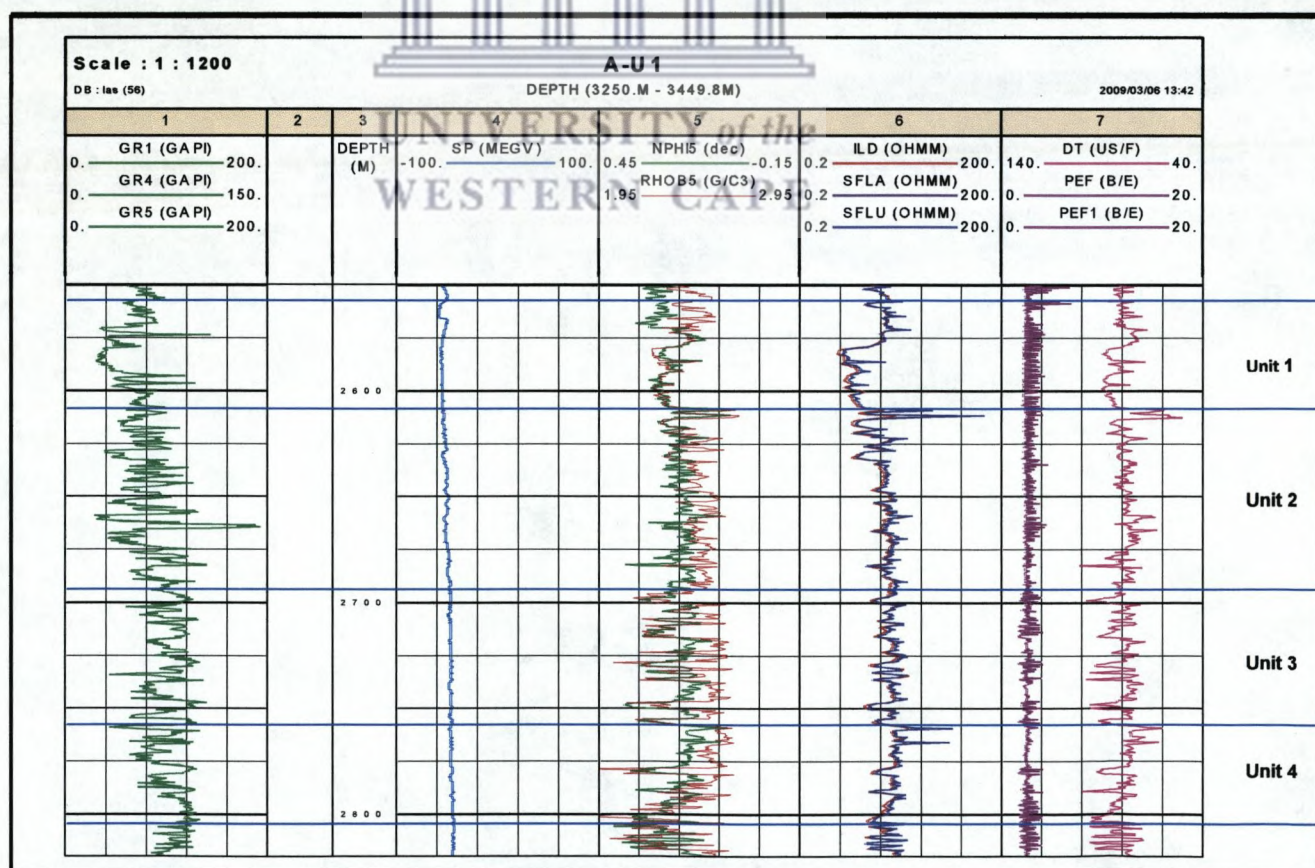 Scale : 1 : 1200
A-U1
DB : las (56)
DEPTH (3250.M - 3449.8M)
2009/03/06 13:42
1 2 3 4 5 6 7
UNIVERSITY of the
WESTERN CAPE
GR1 (GAPI)
0. 200.
GR4 (GAPI)
0. 150.
GR5 (GAPI)
0. 200.
DEPTH
(M)
SP (MEGV)
-100. 100.
NPHI5 (deg)
0.45 -0.15
RHOB5 (G/C3)
1.95 2.95
ILD (OHMM)
0.2 200.
SFLA (OHMM)
0.2 200.
SFLU (OHMM)
0.2 200.
DT (US/F)
140. 40.
PEF (B/E)
0. 20.
PEF1 (B/E)
0. 20.
Unit 1
2600
Unit 2
2700
Unit 3
Unit 4
2800